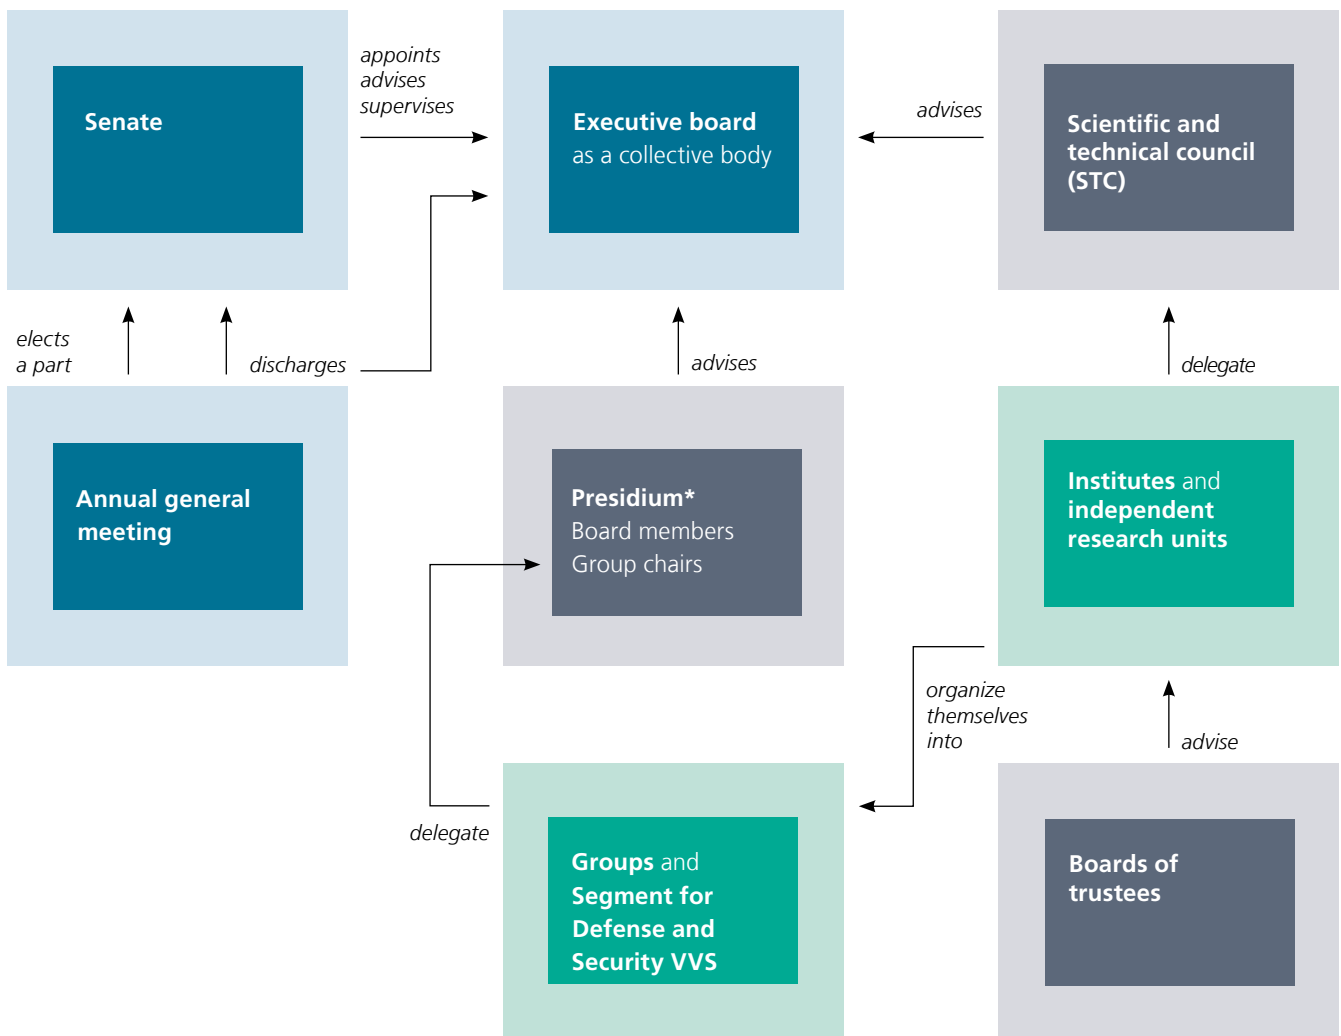 Senate
appoints
advises
supervises
Executive board
as a collective body
advises
Scientific and
technical council
(STC)
elects
a part
discharges
advises
delegate
Annual general
meeting
Presidium*
Board members
Group chairs
Institutes and
independent
research units
organize
themselves
into
advise
delegate
Groups and
Segment for
Defense and
Security VVS
Boards of
trustees